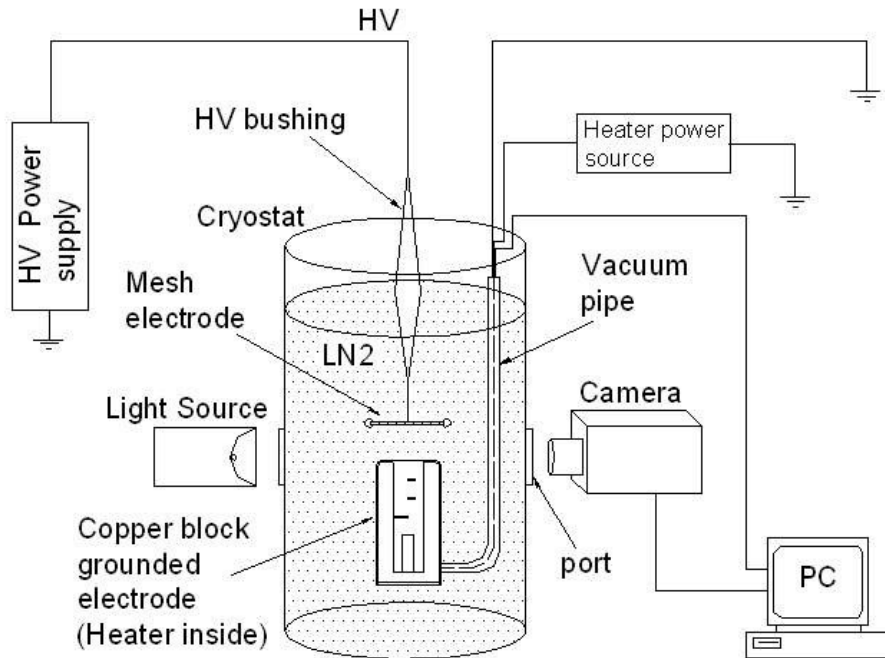 HV
HV bushing
Heater power
source
HV Power
supply
Cryostat
Mesh
electrode
Vacuum
pipe
LN2
Light Source
Camera
Copper block
grounded
electrode
(Heater inside)
port
PC